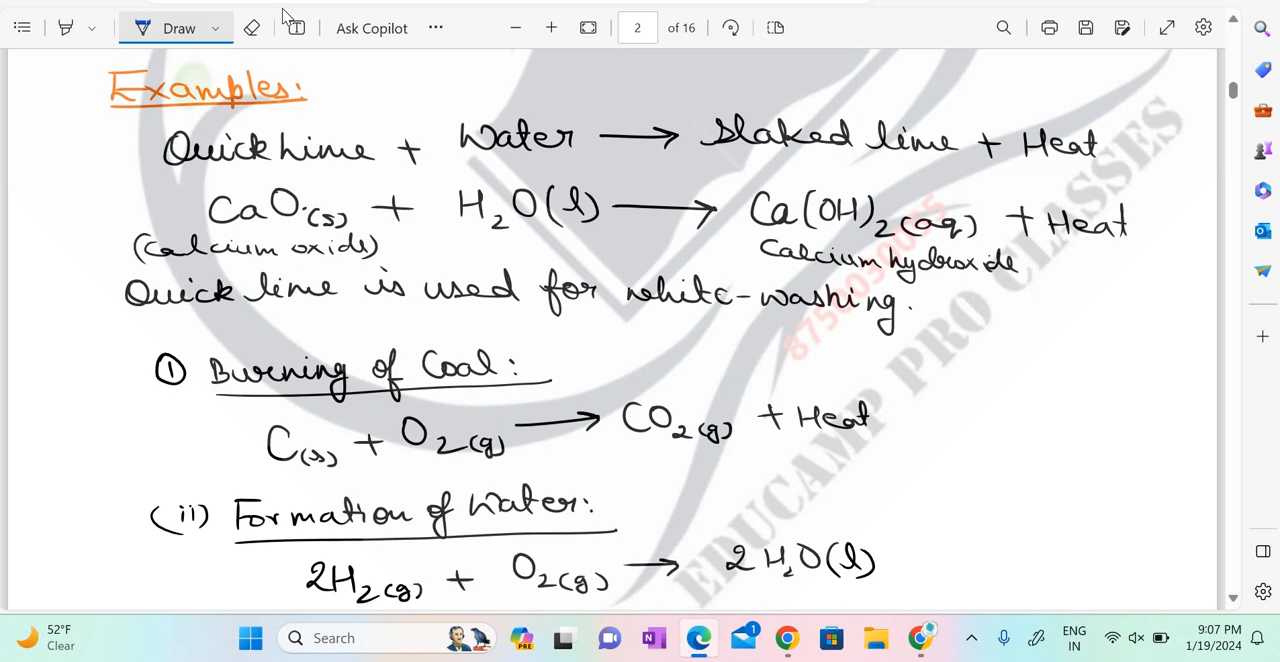 Draw
Ask Copilot
2 of 16
Examples:
Quick lime + Water → Slaked lime + Heat
CaO(s) + H₂O(l) → Ca(OH)₂(aq) + Heat
(Calcium oxide) Calcium hydroxide
Quick lime is used for white-washing.
① Burning of Coal:
C(s) + O₂(g) → CO₂(g) + Heat
(ii) Formation of Water:
2H₂(g) + O₂(g) → 2H₂O(l)
8750030055
EDUCAMP PRO CLASSES
52°F
Clear
Search
PRE
1
ENG
IN
9:07 PM
1/19/2024